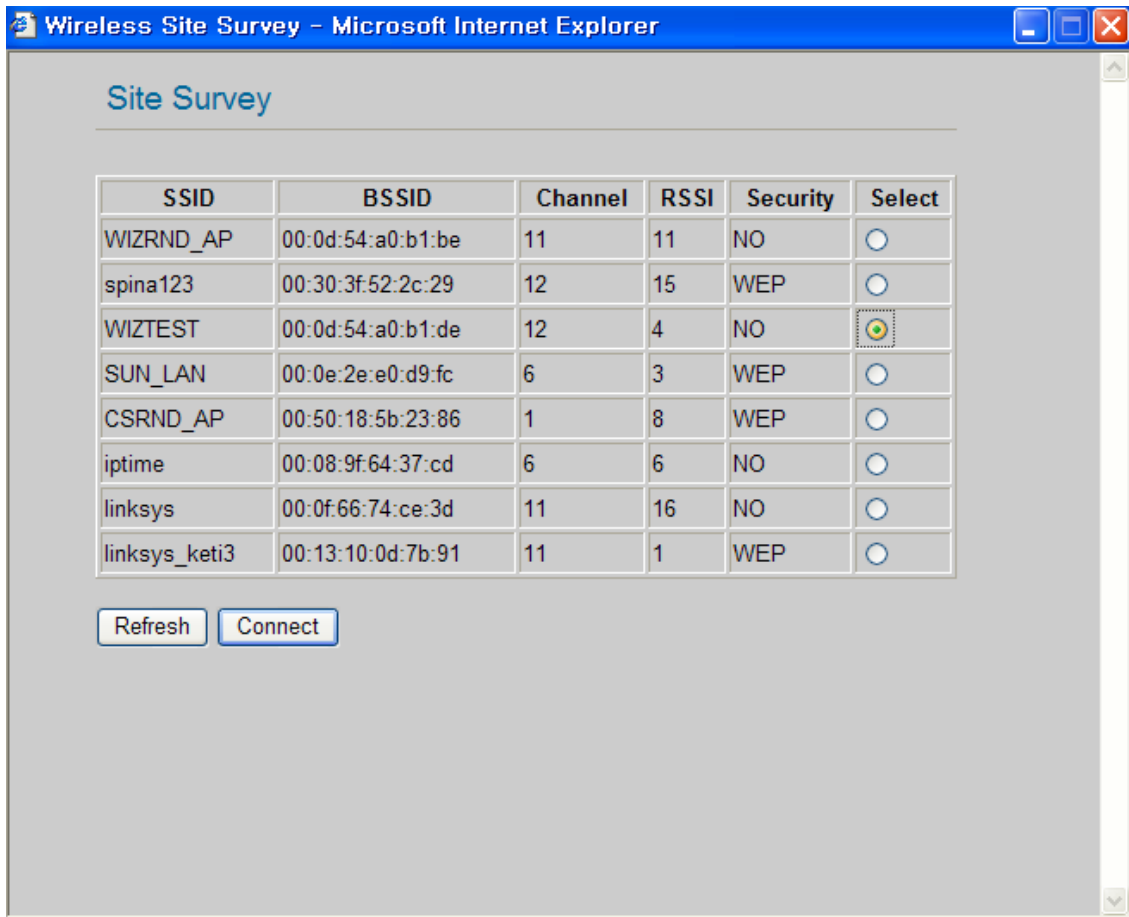 Wireless Site Survey - Microsoft Internet Explorer
Site Survey
SSID BSSID Channel RSSI Security Select
WIZRND_AP 00:0d:54:a0:b1:be 11 11 NO
spina123 00:30:3f:52:2c:29 12 15 WEP
WIZTEST 00:0d:54:a0:b1:de 12 4 NO
SUN_LAN 00:0e:2e:e0:d9:fc 6 3 WEP
CSRND_AP 00:50:18:5b:23:86 1 8 WEP
iptime 00:08:9f:64:37:cd 6 6 NO
linksys 00:0f:66:74:ce:3d 11 16 NO
linksys_keti3 00:13:10:0d:7b:91 11 1 WEP
Refresh Connect